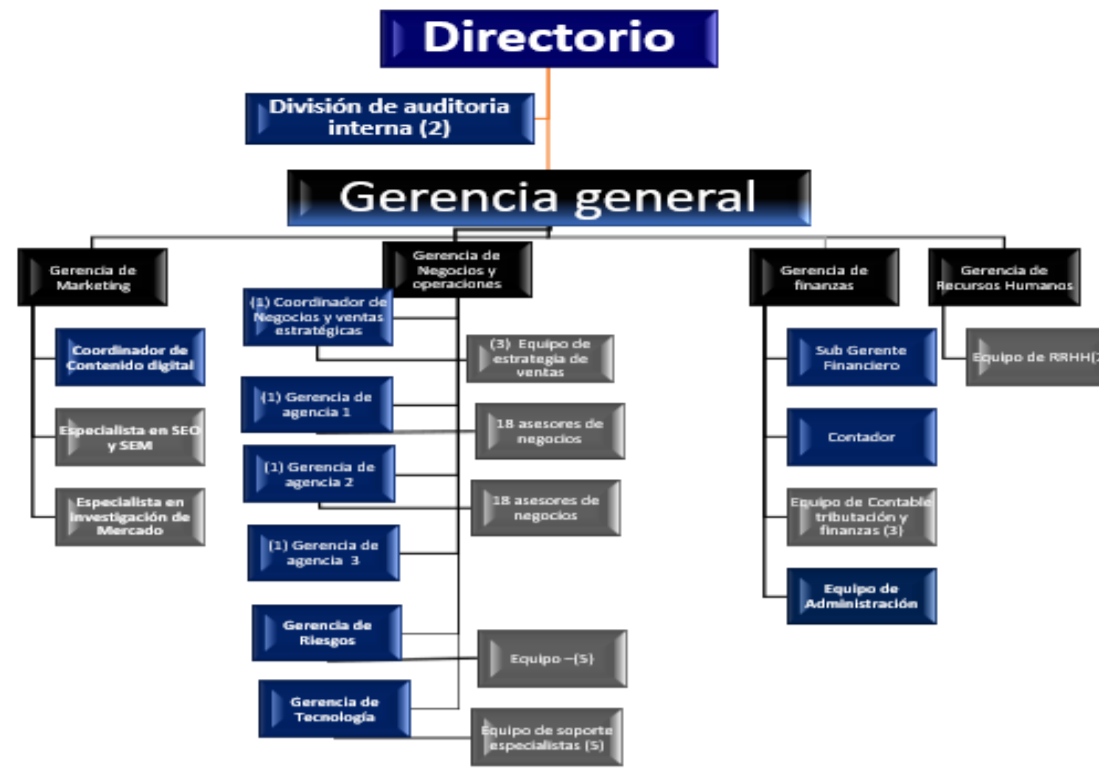 Directorio
División de auditoria
interna (2)
Gerencia general
Gerencia de
Marketing
Coordinador de
Contenido digital
Especialista en SEO
y SEM
Especialista en
investigación de
Mercado
Gerencia de
Negocios y
operaciones
(1) Coordinador de
Negocios y ventas
estratégicas
(3) Equipo de
estrategia de
ventas
(1) Gerencia de
agencia 1
18 asesores de
negocios
(1) Gerencia de
agencia 2
18 asesores de
negocios
(1) Gerencia de
agencia 3
Gerencia de
Riesgos
Equipo –(5)
Gerencia de
Tecnología
Equipo de soporte
especialistas (5)
Gerencia de
finanzas
Sub Gerente
Financiero
Contador
Equipo de Contable
tributación y
finanzas (3)
Equipo de
Administración
Gerencia de
Recursos Humanos
Equipo de RRHH(2